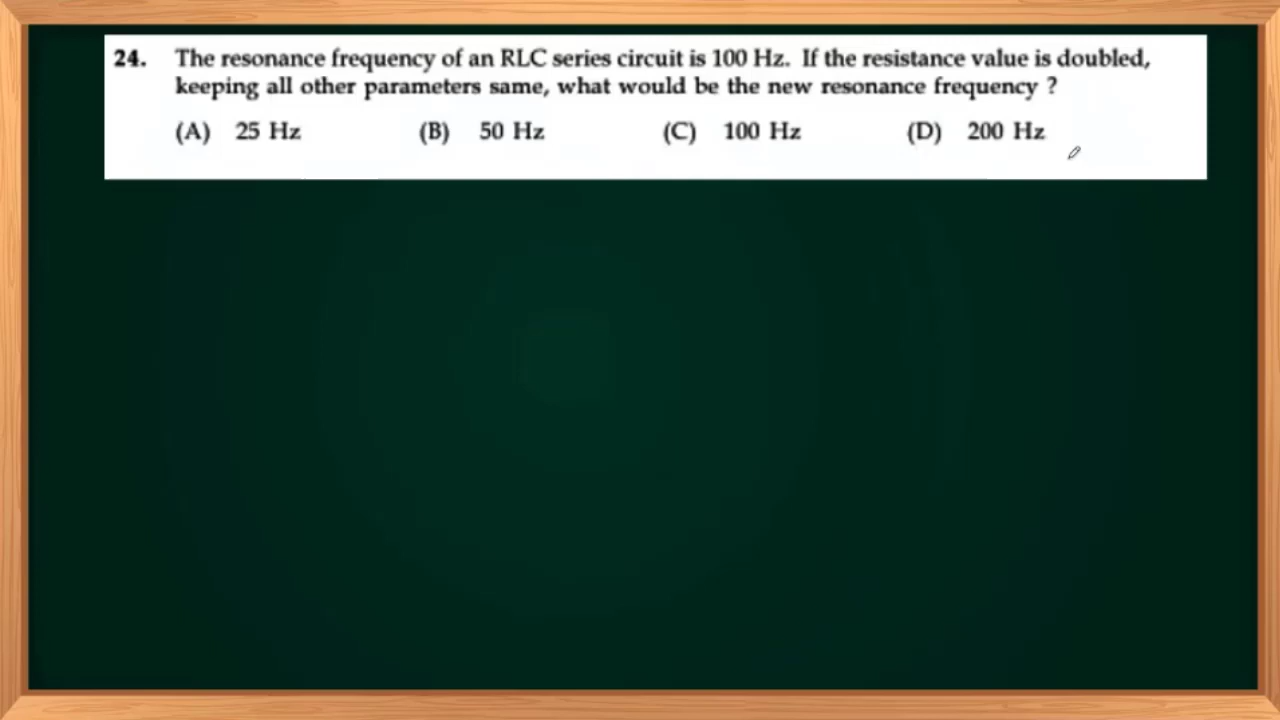 24. The resonance frequency of an RLC series circuit is 100 Hz. If the resistance value is doubled,
keeping all other parameters same, what would be the new resonance frequency ?
(A) 25 Hz (B) 50 Hz (C) 100 Hz (D) 200 Hz